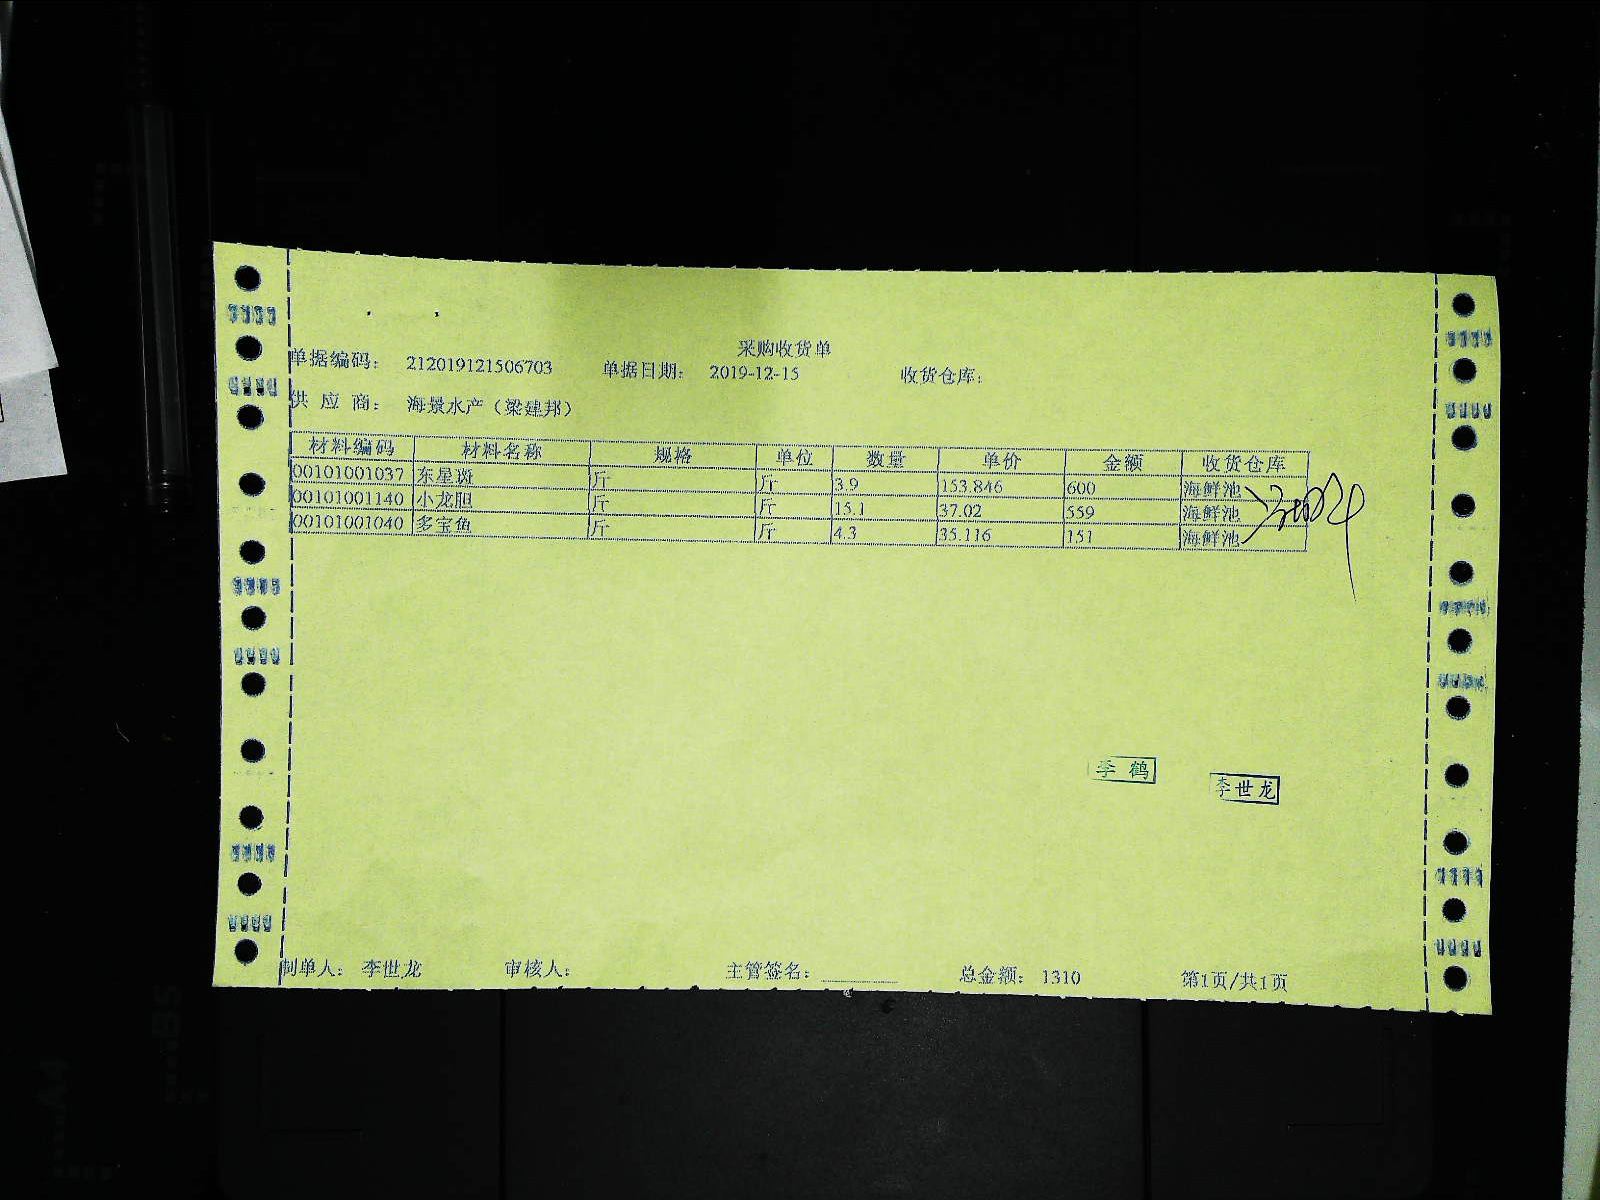 采购收货单
单据编码： 212019121506703 单据日期： 2019-12-15 收货仓库：
供 应 商： 海景水产（梁建邦）
材料编码 材料名称 规格 单位 数量 单价 金额 收货仓库
00101001037 东星斑 斤 斤 3.9 153.846 600 海鲜池
00101001140 小龙胆 斤 斤 15.1 37.02 559 海鲜池
00101001040 多宝鱼 斤 斤 4.3 35.116 151 海鲜池
李 鹤
李世龙
制单人： 李世龙 审核人： 主管签名： 总金额： 1310 第1页/共1页